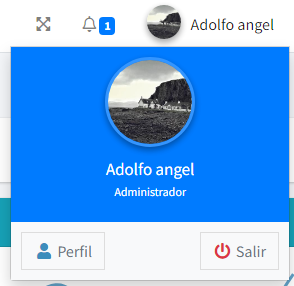 1 Adolfo angel
Adolfo angel
Administrador
Perfil Salir